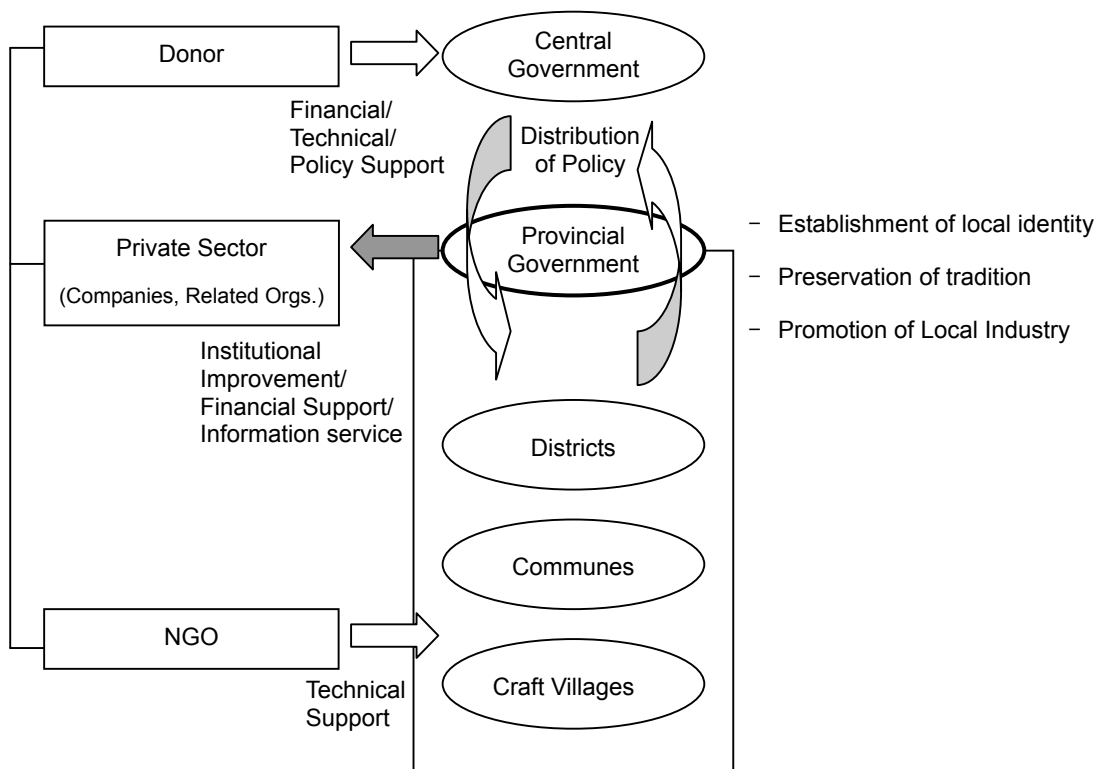 Donor
Central
Government
Financial/
Technical/
Policy Support
Distribution
of Policy
Private Sector
(Companies, Related Orgs.)
Provincial
Government
– Establishment of local identity
– Preservation of tradition
– Promotion of Local Industry
Institutional
Improvement/
Financial Support/
Information service
Districts
Communes
NGO
Technical
Support
Craft Villages